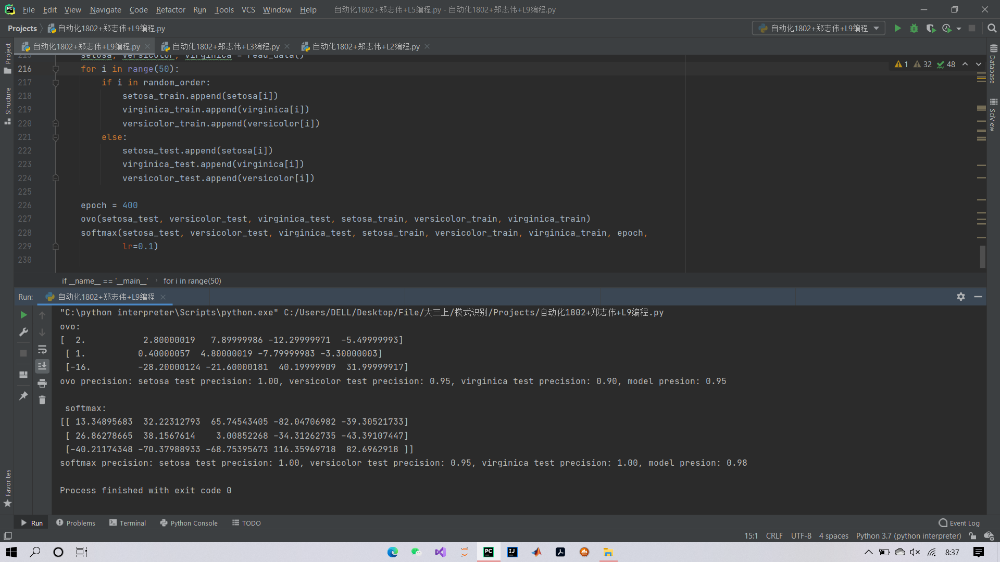 File Edit View Navigate Code Refactor Run Tools VCS Window Help 自动化1802+郑志伟+L5编程.py - 自动化1802+郑志伟+L9编程.py
Projects 自动化1802+郑志伟+L9编程.py 自动化1802+郑志伟+L9编程
自动化1802+郑志伟+L9编程.py 自动化1802+郑志伟+L3编程.py 自动化1802+郑志伟+L2编程.py
Project
Structure
Favorites
Database
SciView
1 32 48
215 setosa, versicolor, virginica = read_data()
216 for i in range(50):
217 if i in random_order:
218 setosa_train.append(setosa[i])
219 virginica_train.append(virginica[i])
220 versicolor_train.append(versicolor[i])
221 else:
222 setosa_test.append(setosa[i])
223 virginica_test.append(virginica[i])
224 versicolor_test.append(versicolor[i])
225
226 epoch = 400
227 ovo(setosa_test, versicolor_test, virginica_test, setosa_train, versicolor_train, virginica_train)
228 softmax(setosa_test, versicolor_test, virginica_test, setosa_train, versicolor_train, virginica_train, epoch,
229 lr=0.1)
230
if __name__ == '__main__' for i in range(50)
Run: 自动化1802+郑志伟+L9编程
"C:\python interpreter\Scripts\python.exe" C:/Users/DELL/Desktop/File/大三上/模式识别/Projects/自动化1802+郑志伟+L9编程.py
ovo:
[  2.           2.80000019   7.89999986 -12.29999971  -5.49999993]
[ 1.          0.40000057  4.80000019 -7.79999983 -3.30000003]
[-16.         -28.20000124 -21.60000181  40.19999909  31.99999917]
ovo precision: setosa test precision: 1.00, versicolor test precision: 0.95, virginica test precision: 0.90, model presion: 0.95
softmax:
[[ 13.34895683  32.22312793  65.74543405 -82.04706982 -39.30521733]
[ 26.86278665  38.1567614    3.00852268 -34.31262735 -43.39107447]
[-40.21174348 -70.37988933 -68.75395673 116.35969718  82.6962918 ]]
softmax precision: setosa test precision: 1.00, versicolor test precision: 0.95, virginica test precision: 1.00, model presion: 0.98
Process finished with exit code 0
Run Problems Terminal Python Console TODO Event Log
15:1 CRLF UTF-8 4 spaces Python 3.7 (python interpreter)
PC IJ 8:37